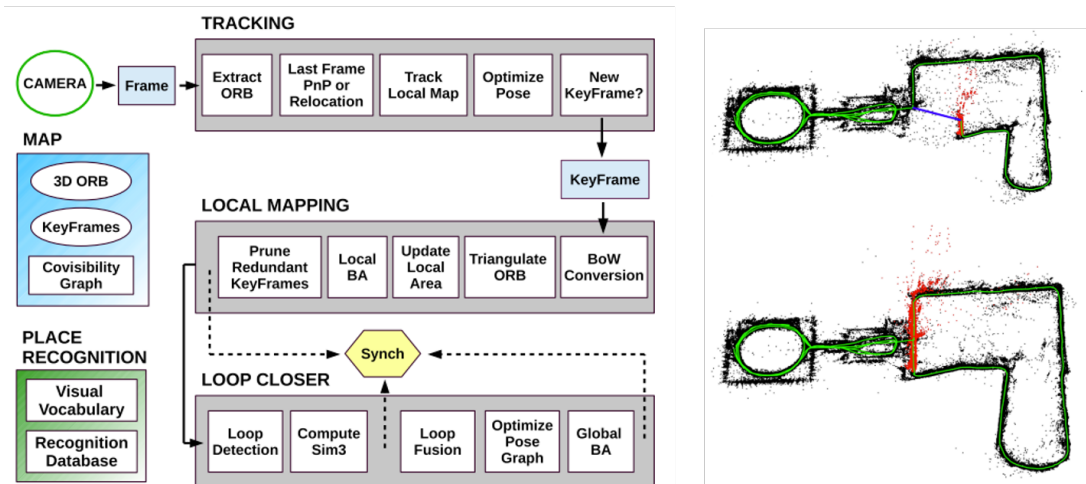 TRACKING
CAMERA
Frame
Extract
ORB
Last Frame
PnP or
Relocation
Track
Local Map
Optimize
Pose
New
KeyFrame?
MAP
3D ORB
KeyFrames
Covisibility
Graph
KeyFrame
LOCAL MAPPING
Prune
Redundant
KeyFrames
Local
BA
Update
Local
Area
Triangulate
ORB
BoW
Conversion
Synch
PLACE
RECOGNITION
Visual
Vocabulary
Recognition
Database
LOOP CLOSER
Loop
Detection
Compute
Sim3
Loop
Fusion
Optimize
Pose
Graph
Global
BA